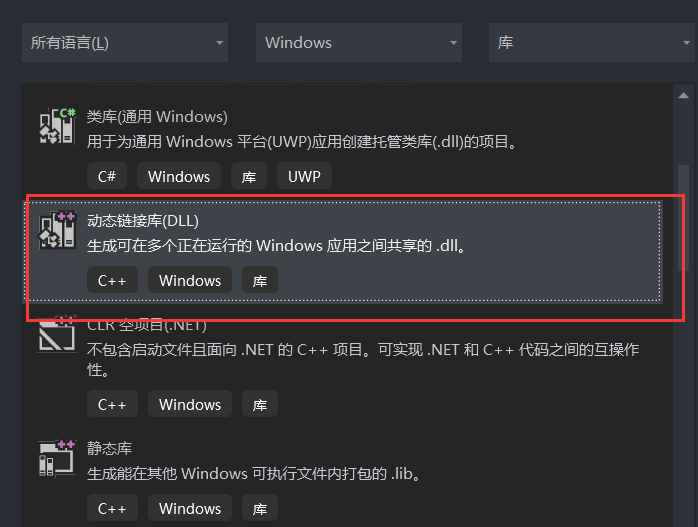 所有语言(L)
Windows
库
类库(通用 Windows)
用于为通用 Windows 平台(UWP)应用创建托管类库(.dll)的项目。
C#
Windows
库
UWP
动态链接库(DLL)
生成可在多个正在运行的 Windows 应用之间共享的 .dll。
C++
Windows
库
CLR 空项目(.NET)
不包含启动文件且面向 .NET 的 C++ 项目。可实现 .NET 和 C++ 代码之间的互操作
性。
C++
Windows
库
静态库
生成能在其他 Windows 可执行文件内打包的 .lib。
C++
Windows
库